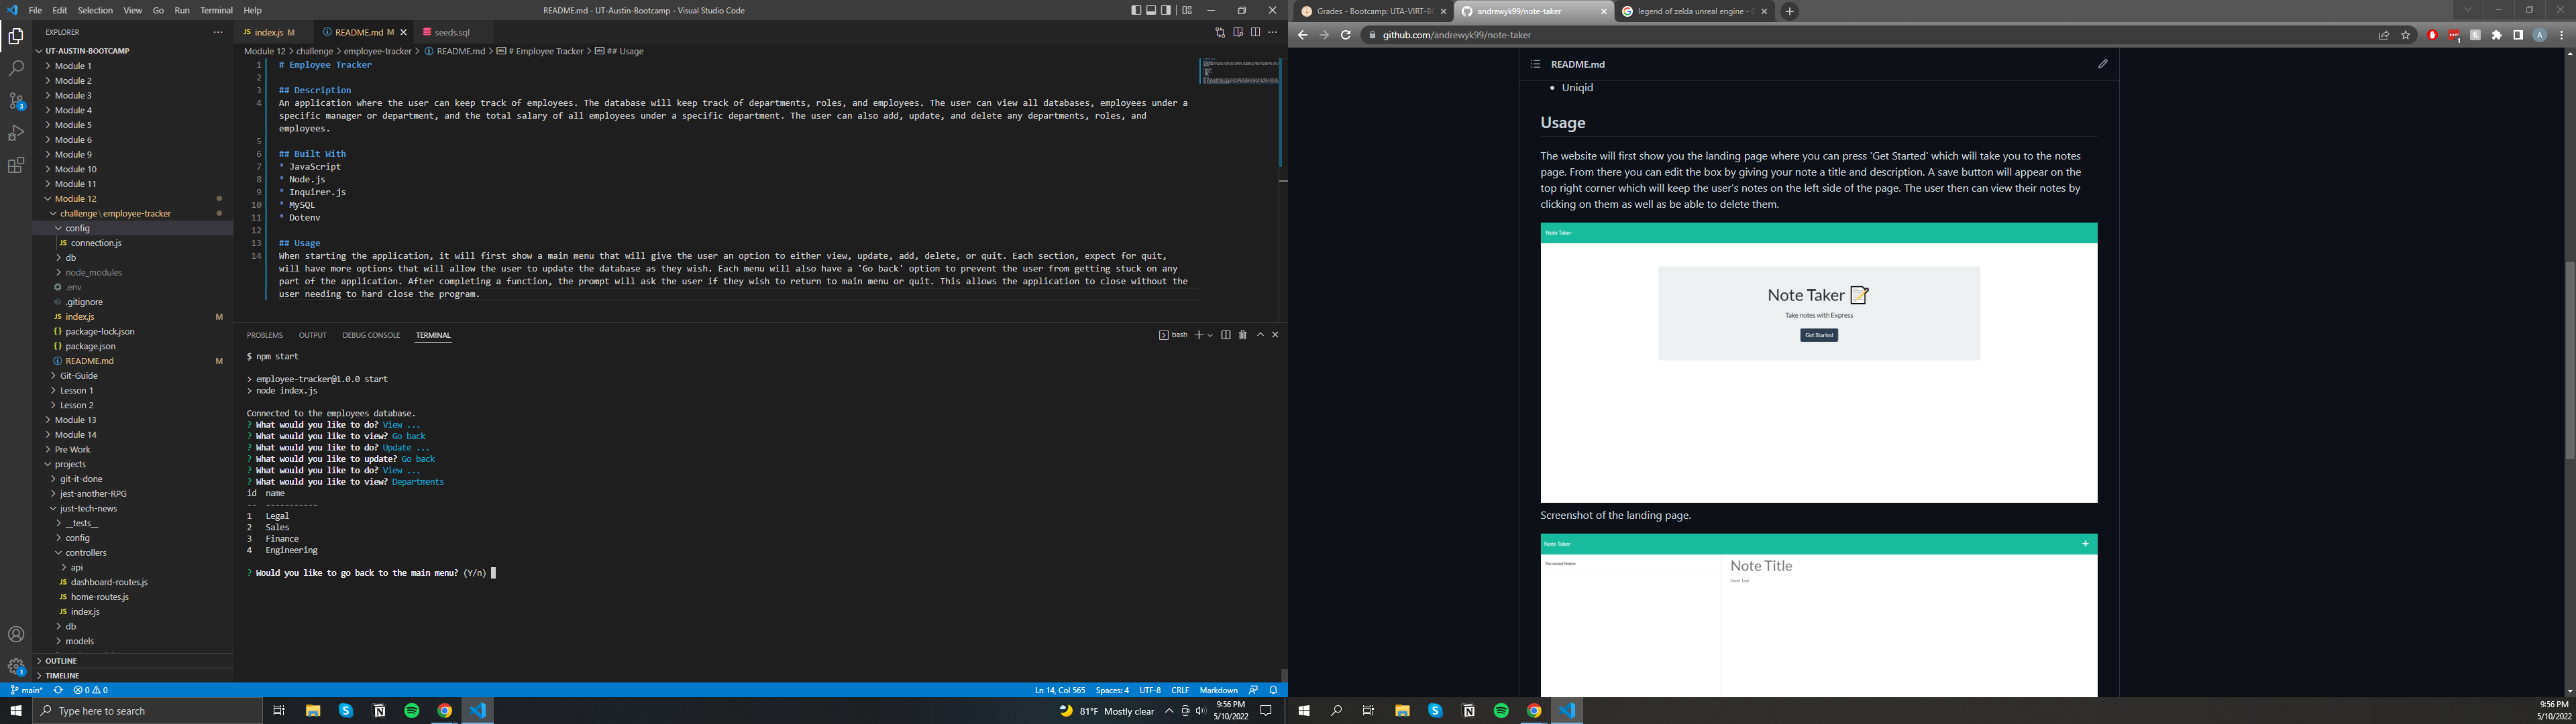 File Edit Selection View Go Run Terminal Help
README.md - UT-Austin-Bootcamp - Visual Studio Code
EXPLORER
UT-AUSTIN-BOOTCAMP
Module 1
Module 2
Module 3
Module 4
Module 5
Module 6
Module 9
Module 10
Module 11
Module 12
challenge\employee-tracker
config
JS connection.js
db
node_modules
.env
.gitignore
JS index.js M
{} package-lock.json
{} package.json
README.md M
Git-Guide
Lesson 1
Lesson 2
Module 13
Module 14
Pre Work
projects
git-it-done
jest-another-RPG
just-tech-news
__tests__
config
controllers
api
JS dashboard-routes.js
JS home-routes.js
JS index.js
db
models
OUTLINE
TIMELINE
3
1
JS index.js M README.md M seeds.sql
Module 12 > challenge > employee-tracker > README.md > # Employee Tracker > ## Usage
1 # Employee Tracker
2
3 ## Description
4 An application where the user can keep track of employees. The database will keep track of departments, roles, and employees. The user can view all databases, employees under a
specific manager or department, and the total salary of all employees under a specific department. The user can also add, update, and delete any departments, roles, and
employees.
5
6 ## Built With
7 * JavaScript
8 * Node.js
9 * Inquirer.js
10 * MySQL
11 * Dotenv
12
13 ## Usage
14 When starting the application, it will first show a main menu that will give the user an option to either view, update, add, delete, or quit. Each section, expect for quit,
will have more options that will allow the user to update the database as they wish. Each menu will also have a 'Go back' option to prevent the user from getting stuck on any
part of the application. After completing a function, the prompt will ask the user if they wish to return to main menu or quit. This allows the application to close without the
user needing to hard close the program.
PROBLEMS OUTPUT DEBUG CONSOLE TERMINAL
bash
$ npm start
> employee-tracker@1.0.0 start
> node index.js
Connected to the employees database.
? What would you like to do? View ...
? What would you like to view? Go back
? What would you like to do? Update ...
? What would you like to update? Go back
? What would you like to do? View ...
? What would you like to view? Departments
id name
-- -----------
1 Legal
2 Sales
3 Finance
4 Engineering
? Would you like to go back to the main menu? (Y/n)
main* 0 0
Ln 14, Col 565 Spaces: 4 UTF-8 CRLF Markdown
Type here to search
81°F Mostly clear
9:56 PM
5/10/2022
Grades - Bootcamp: UTA-VIRT-B
andrewyk99/note-taker
legend of zelda unreal engine -
github.com/andrewyk99/note-taker
1
A
README.md
• Uniqid
Usage
The website will first show you the landing page where you can press 'Get Started' which will take you to the notes
page. From there you can edit the box by giving your note a title and description. A save button will appear on the
top right corner which will keep the user's notes on the left side of the page. The user then can view their notes by
clicking on them as well as be able to delete them.
Note Taker
Note Taker
Take notes with Express
Get Started
Screenshot of the landing page.
Note Taker +
No saved Notes
Note Title
Note Text
9:56 PM
5/10/2022